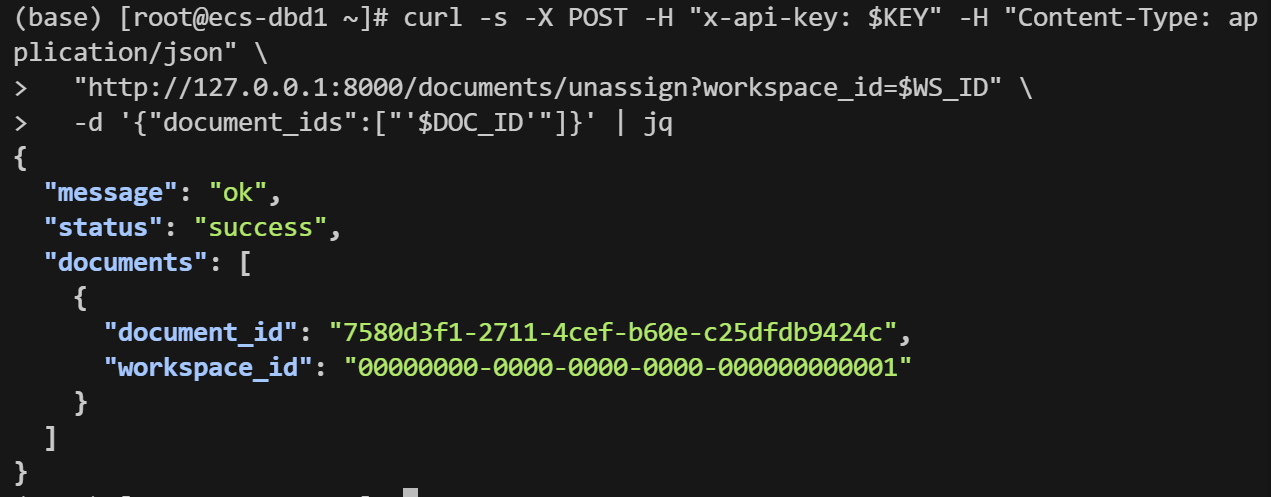 (base) [root@ecs-dbd1 ~]# curl -s -X POST -H "x-api-key: $KEY" -H "Content-Type: ap
plication/json" \
>   "http://127.0.0.1:8000/documents/unassign?workspace_id=$WS_ID" \
>   -d '{"document_ids":["'$DOC_ID'"]}' | jq
{
  "message": "ok",
  "status": "success",
  "documents": [
    {
      "document_id": "7580d3f1-2711-4cef-b60e-c25dfdb9424c",
      "workspace_id": "00000000-0000-0000-0000-000000000001"
    }
  ]
}